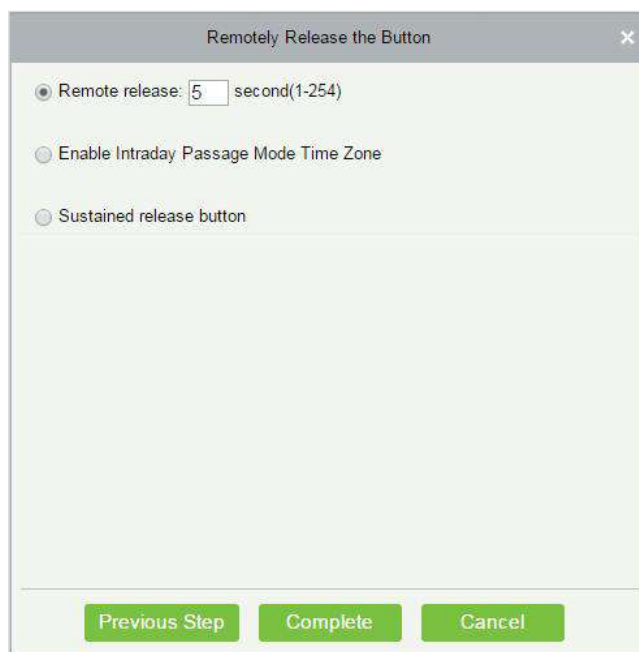 Remotely Release the Button
Remote release: 5 second(1-254)
Enable Intraday Passage Mode Time Zone
Sustained release button
Previous Step Complete Cancel